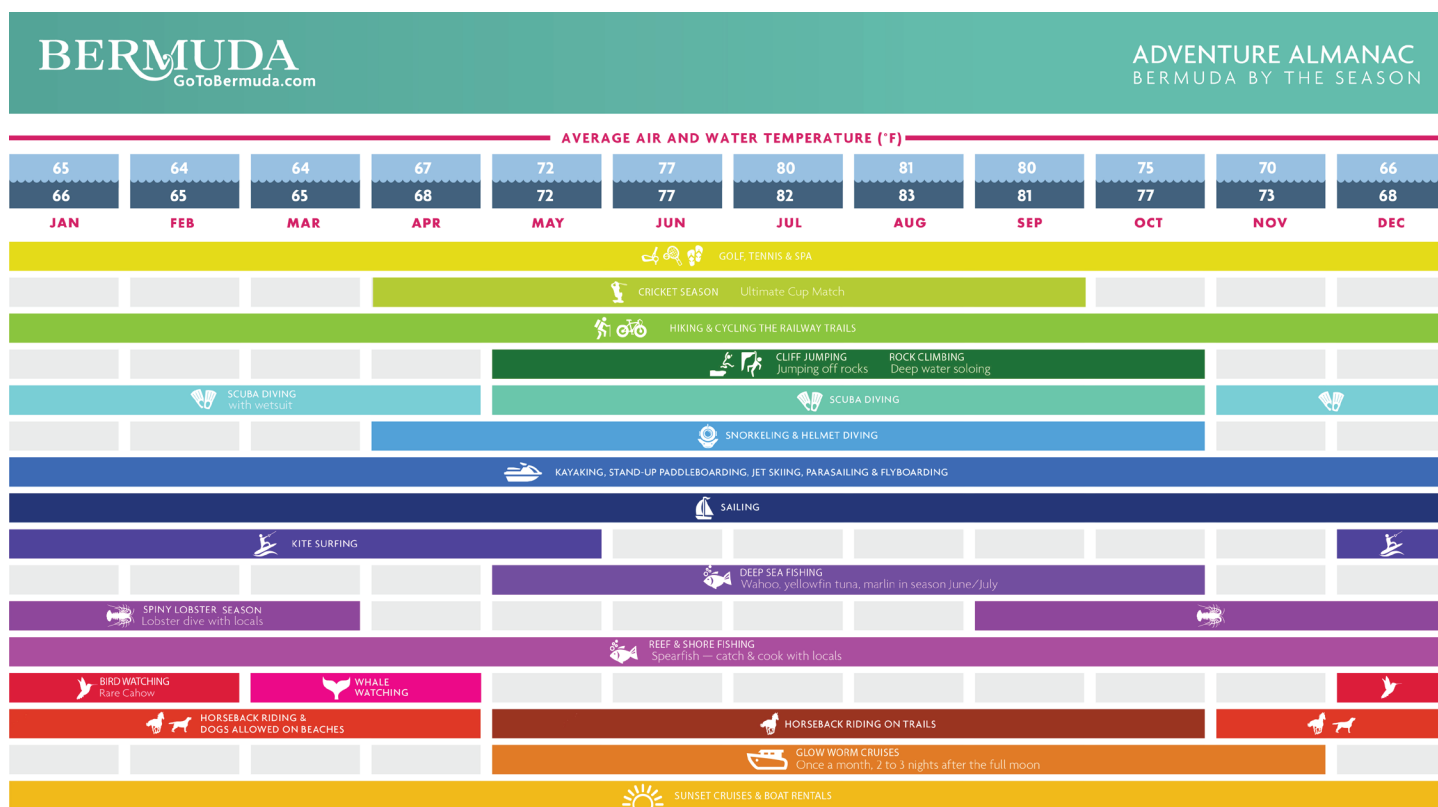 BERMUDA
GoToBermuda.com
ADVENTURE ALMANAC
BERMUDA BY THE SEASON
AVERAGE AIR AND WATER TEMPERATURE (°F)
65 64 64 67 72 77 80 81 80 75 70 66
66 65 65 68 72 77 82 83 81 77 73 68
JAN FEB MAR APR MAY JUN JUL AUG SEP OCT NOV DEC
GOLF, TENNIS & SPA
CRICKET SEASON Ultimate Cup Match
HIKING & CYCLING THE RAILWAY TRAILS
CLIFF JUMPING ROCK CLIMBING
Jumping off rocks Deep water soloing
SCUBA DIVING
with wetsuit
SCUBA DIVING
SNORKELING & HELMET DIVING
KAYAKING, STAND-UP PADDLEBOARDING, JET SKIING, PARASAILING & FLYBOARDING
SAILING
KITE SURFING
DEEP SEA FISHING
Wahoo, yellowfin tuna, marlin in season June/July
SPINY LOBSTER SEASON
Lobster dive with locals
REEF & SHORE FISHING
Spearfish — catch & cook with locals
BIRD WATCHING
Rare Cahow
WHALE
WATCHING
HORSEBACK RIDING &
DOGS ALLOWED ON BEACHES
HORSEBACK RIDING ON TRAILS
GLOW WORM CRUISES
Once a month, 2 to 3 nights after the full moon
SUNSET CRUISES & BOAT RENTALS